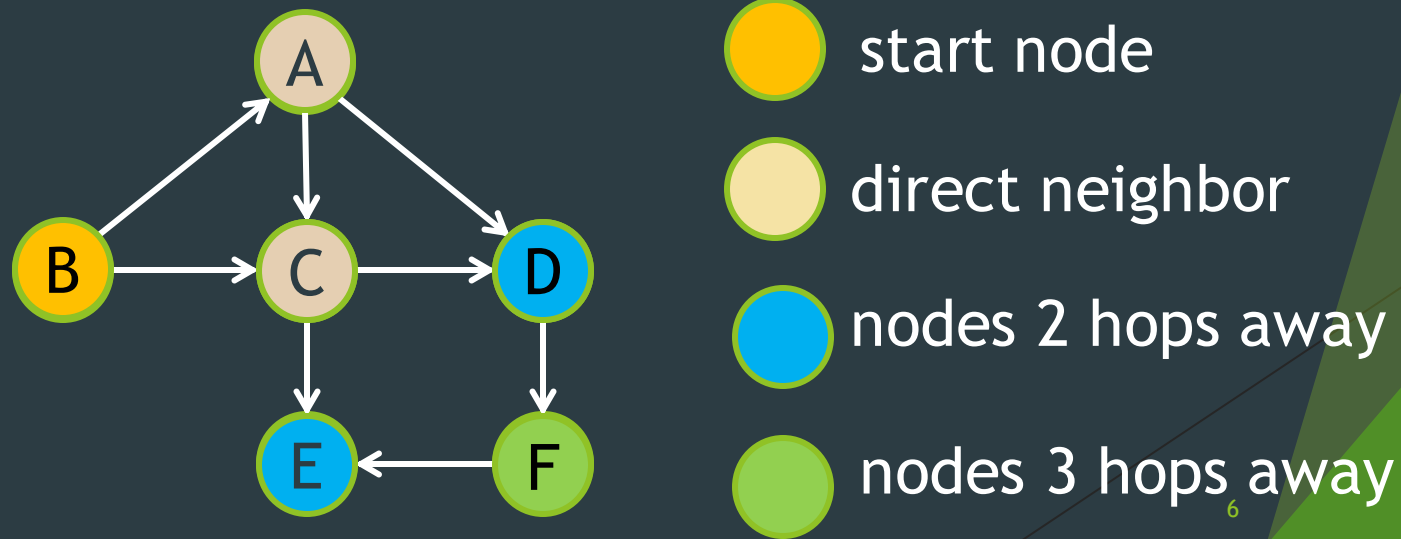 A
start node
direct neighbor
B
C
D
nodes 2 hops away
E
F
nodes 3 hops away
6